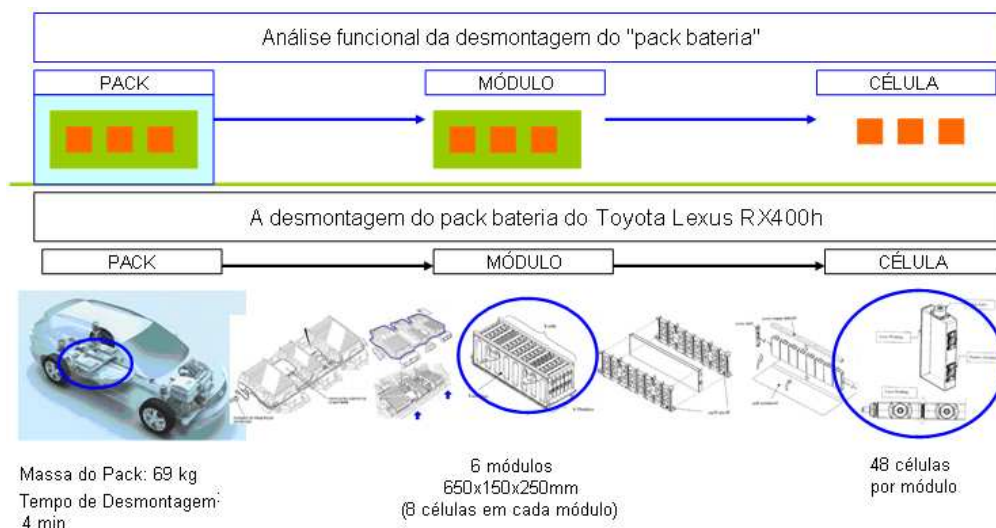 Análise funcional da desmontagem do "pack bateria"
PACK
MÓDULO
CÉLULA
A desmontagem do pack bateria do Toyota Lexus RX400h
PACK
MÓDULO
CÉLULA
Massa do Pack: 69 kg
Tempo de Desmontagem:
4 min
6 módulos
650x150x250mm
(8 células em cada módulo)
48 células
por módulo